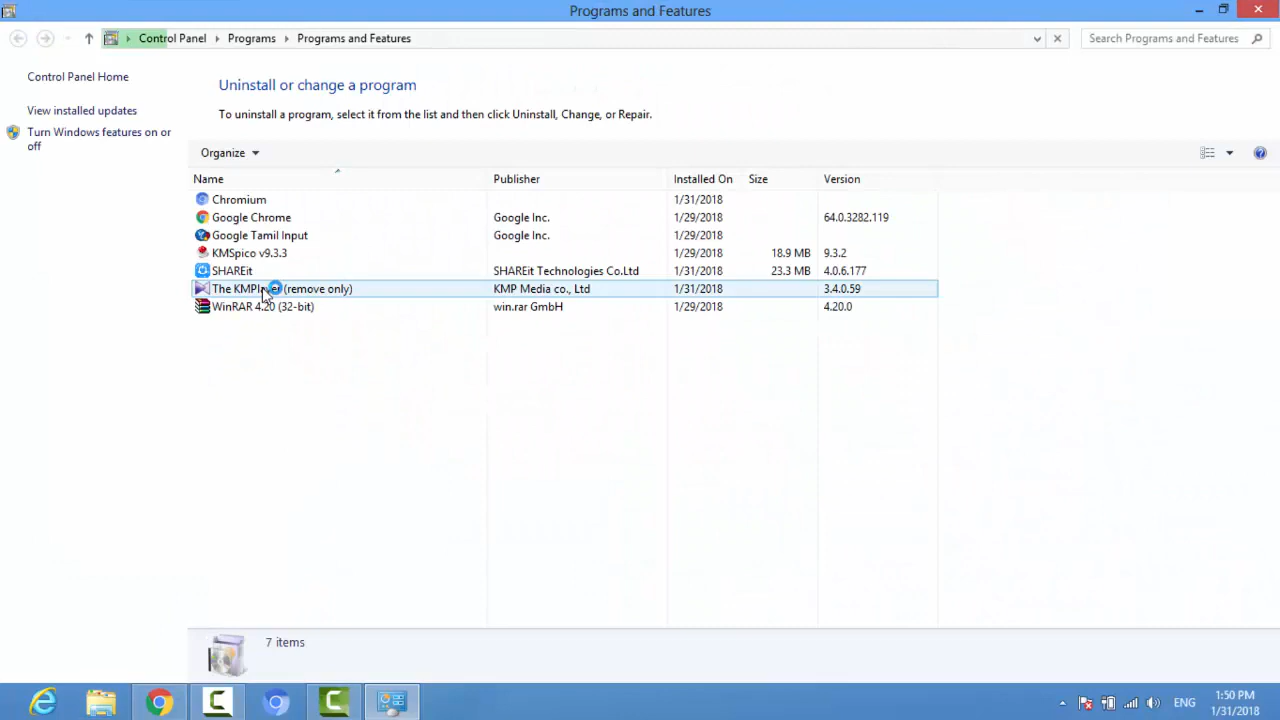 Programs and Features
Control Panel Programs Programs and Features
Search Programs and Features
Control Panel Home
View installed updates
Turn Windows features on or
off
Uninstall or change a program
To uninstall a program, select it from the list and then click Uninstall, Change, or Repair.
Organize
Name Publisher Installed On Size Version
Chromium 1/31/2018
Google Chrome Google Inc. 1/29/2018 64.0.3282.119
Google Tamil Input Google Inc. 1/29/2018
KMSpico v9.3.3 1/29/2018 18.9 MB 9.3.2
SHAREit SHAREit Technologies Co.Ltd 1/31/2018 23.3 MB 4.0.6.177
The KMPlayer (remove only) KMP Media co., Ltd 1/31/2018 3.4.0.59
WinRAR 4.20 (32-bit) win.rar GmbH 1/29/2018 4.20.0
7 items
ENG
1:50 PM
1/31/2018